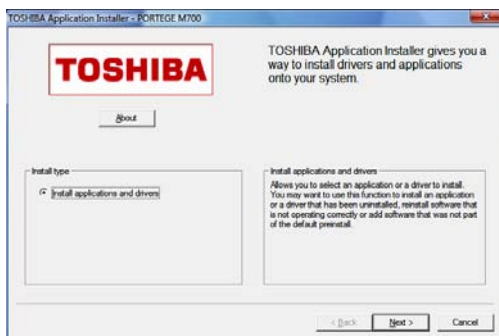 TOSHIBA Application Installer - PORTEGE M700
TOSHIBA
TOSHIBA Application Installer gives you a
way to install drivers and applications
onto your system.
About
Install type
Install applications and drivers
Install applications and drivers
Allows you to select an application or a driver to install.
You may want to use this function to install an application
or a driver that has been uninstalled, reinstall software that
is not operating correctly or add software that was not part
of the default preinstall.
< Back
Next >
Cancel